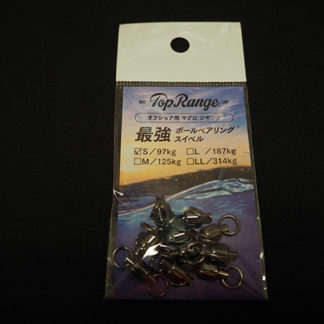 TopRange
オフショア用 マグロ ジギング
最強 ボールベアリング
スイベル
☑S/97kg □L /187kg
□M/125kg □LL/314kg